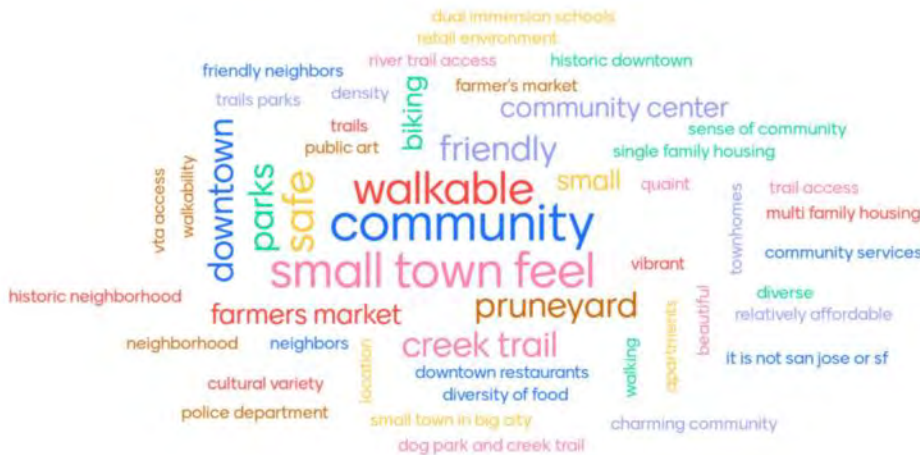 dual immersion schools
retail environment
river trail access
historic downtown
friendly neighbors
farmer's market
trails parks
density
biking
community center
trails
sense of community
public art
friendly
single family housing
downtown
parks
safe
walkable
small
quaint
trail access
vta access
walkability
community
townhomes
multi family housing
small town feel
vibrant
community services
historic neighborhood
farmers market
pruneyard
beautiful
diverse
relatively affordable
neighborhood
neighbors
location
creek trail
walking
apartments
it is not san jose or sf
downtown restaurants
cultural variety
diversity of food
police department
small town in big city
charming community
dog park and creek trail